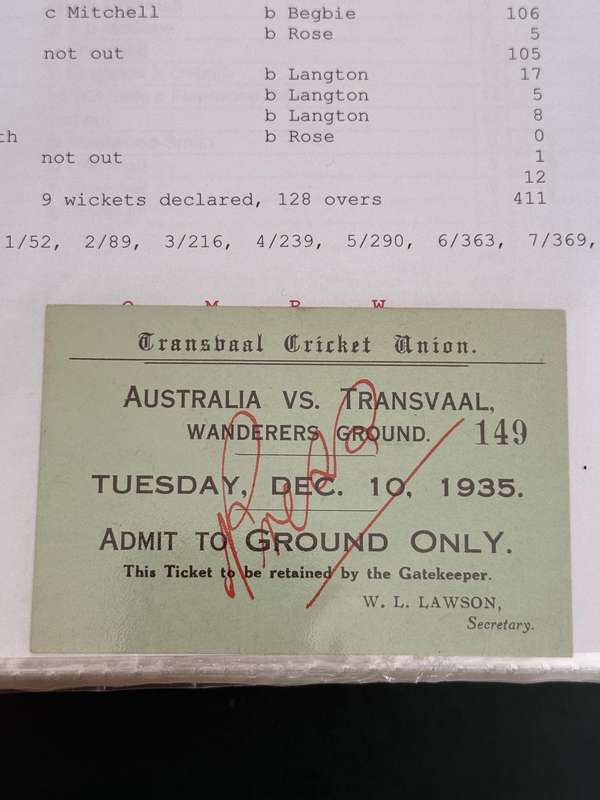 c Mitchell b Begbie 106
b Rose 5
not out 105
b Langton 17
b Langton 5
b Langton 8
th b Rose 0
not out 1
12
9 wickets declared, 128 overs 411
1/52, 2/89, 3/216, 4/239, 5/290, 6/363, 7/369,
O M R W
Transvaal Cricket Union.
AUSTRALIA VS. TRANSVAAL,
WANDERERS GROUND. 149
TUESDAY, DEC. 10, 1935.
ADMIT TO GROUND ONLY.
This Ticket to be retained by the Gatekeeper.
W. L. LAWSON,
Secretary.
Press